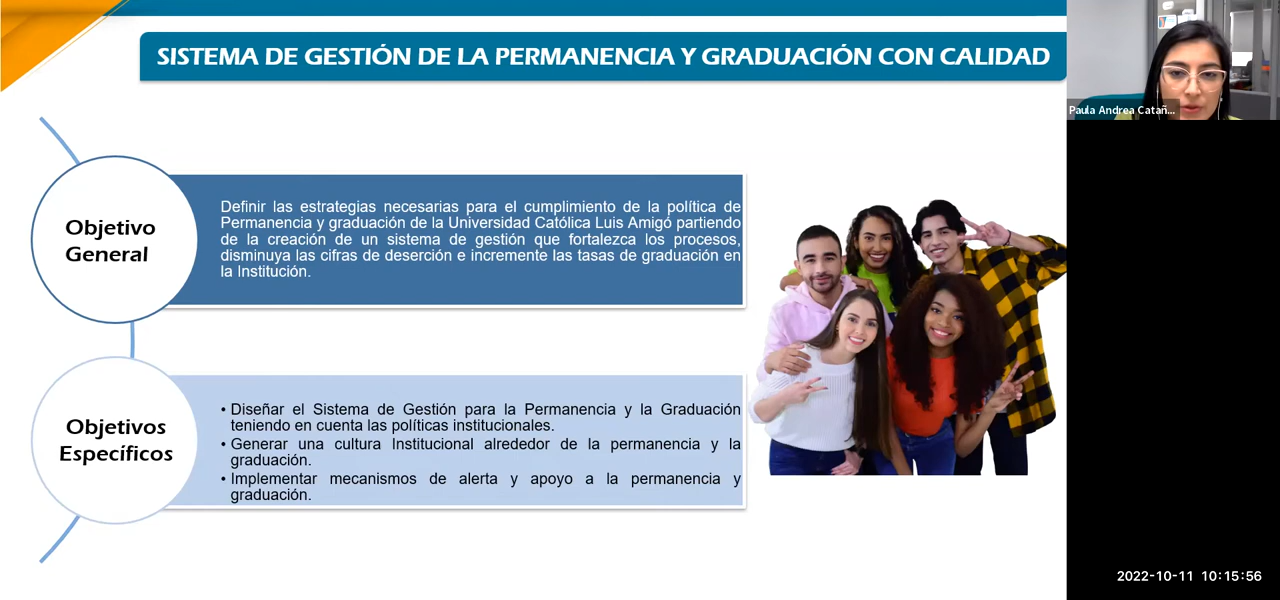 SISTEMA DE GESTIÓN DE LA PERMANENCIA Y GRADUACIÓN CON CALIDAD
Paula Andrea Catañ...
Objetivo
General
Definir las estrategias necesarias para el cumplimiento de la política de
Permanencia y graduación de la Universidad Católica Luis Amigó partiendo
de la creación de un sistema de gestión que fortalezca los procesos,
disminuya las cifras de deserción e incremente las tasas de graduación en
la Institución.
Objetivos
Específicos
• Diseñar el Sistema de Gestión para la Permanencia y la Graduación
teniendo en cuenta las políticas institucionales.
• Generar una cultura Institucional alrededor de la permanencia y la
graduación.
• Implementar mecanismos de alerta y apoyo a la permanencia y
graduación.
2022-10-11 10:15:56